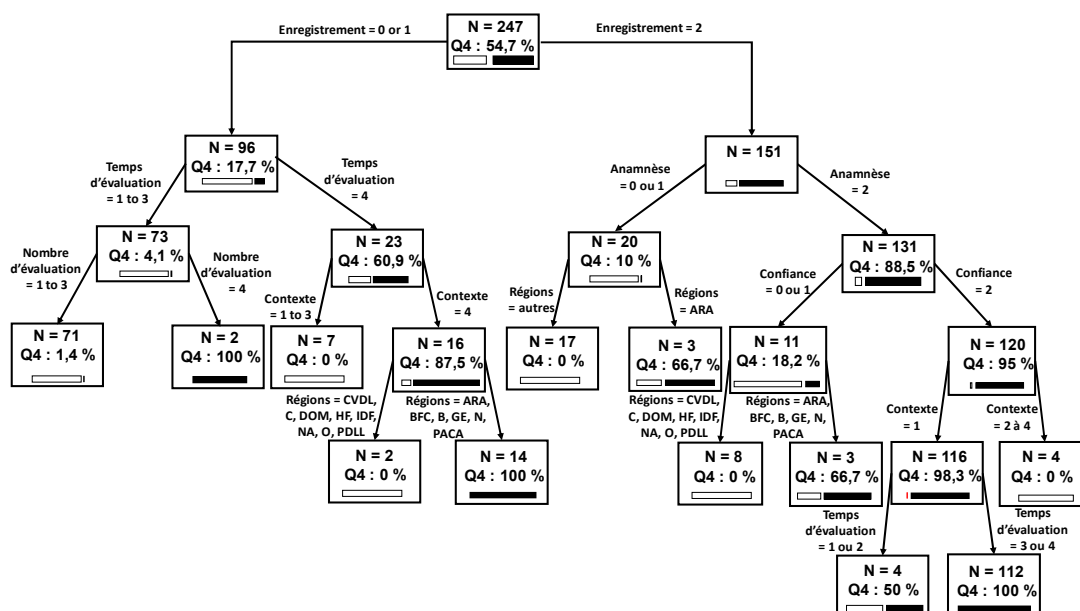 N = 247
Q4 : 54,7 %
Enregistrement = 0 or 1
Enregistrement = 2
N = 96
Q4 : 17,7 %
N = 151
Temps
d’évaluation
= 1 to 3
Temps
d’évaluation
= 4
Anamnèse
= 0 ou 1
Anamnèse
= 2
N = 73
Q4 : 4,1 %
N = 23
Q4 : 60,9 %
N = 20
Q4 : 10 %
N = 131
Q4 : 88,5 %
Nombre
d’évaluation
= 1 to 3
Nombre
d’évaluation
= 4
Contexte
= 1 to 3
Contexte
= 4
Régions
= autres
Régions
= ARA
Confiance
= 0 ou 1
Confiance
= 2
N = 71
Q4 : 1,4 %
N = 2
Q4 : 100 %
N = 7
Q4 : 0 %
N = 16
Q4 : 87,5 %
N = 17
Q4 : 0 %
N = 3
Q4 : 66,7 %
N = 11
Q4 : 18,2 %
N = 120
Q4 : 95 %
Régions = CVDL,
C, DOM, HF, IDF,
NA, O, PDLL
Régions = ARA,
BFC, B, GE, N,
PACA
Régions = CVDL,
C, DOM, HF, IDF,
NA, O, PDLL
Régions = ARA,
BFC, B, GE, N,
PACA
Contexte
= 1
Contexte
= 2 à 4
N = 2
Q4 : 0 %
N = 14
Q4 : 100 %
N = 8
Q4 : 0 %
N = 3
Q4 : 66,7 %
N = 116
Q4 : 98,3 %
N = 4
Q4 : 0 %
Temps
d’évaluation
= 1 ou 2
Temps
d’évaluation
= 3 ou 4
N = 4
Q4 : 50 %
N = 112
Q4 : 100 %